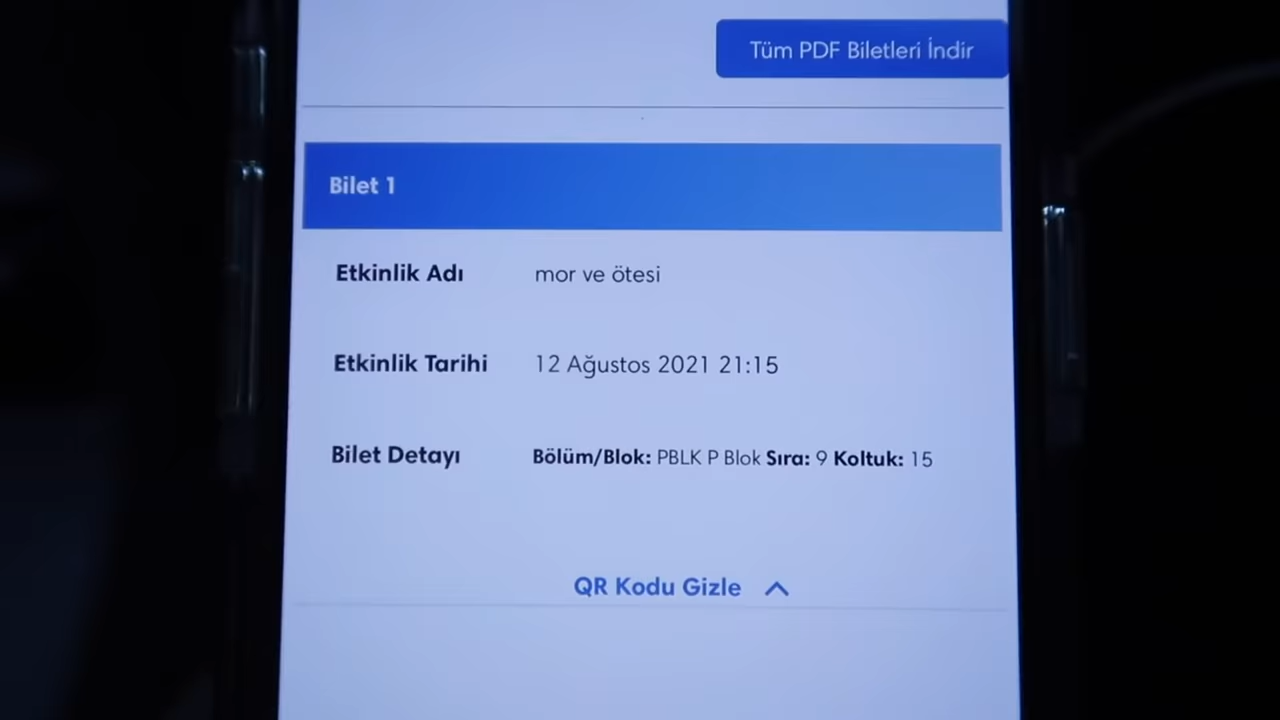 Tüm PDF Biletleri İndir
Bilet 1
Etkinlik Adı mor ve ötesi
Etkinlik Tarihi 12 Ağustos 2021 21:15
Bilet Detayı Bölüm/Blok: PBLK P Blok Sıra: 9 Koltuk: 15
QR Kodu Gizle